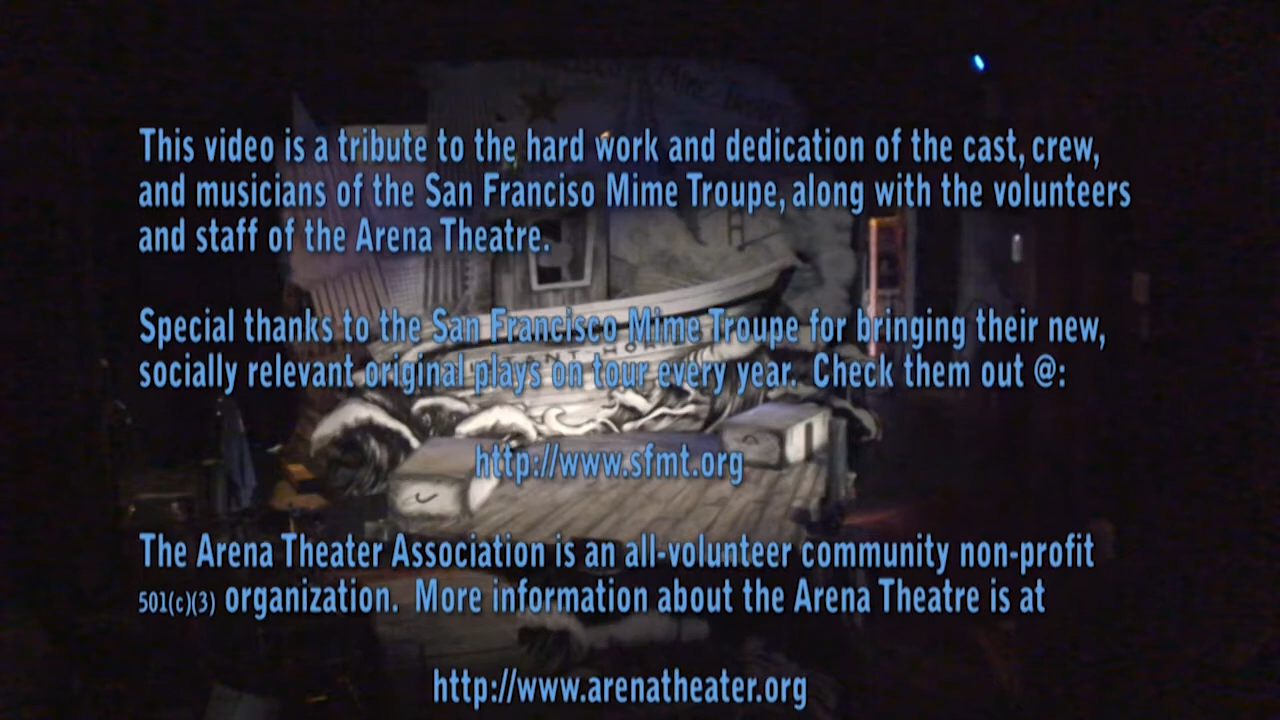 This video is a tribute to the hard work and dedication of the cast, crew,
and musicians of the San Franciso Mime Troupe, along with the volunteers
and staff of the Arena Theatre.
Special thanks to the San Francisco Mime Troupe for bringing their new,
socially relevant original plays on tour every year. Check them out @:
http://www.sfmt.org
The Arena Theater Association is an all-volunteer community non-profit
501(c)(3) organization. More information about the Arena Theatre is at
http://www.arenatheater.org